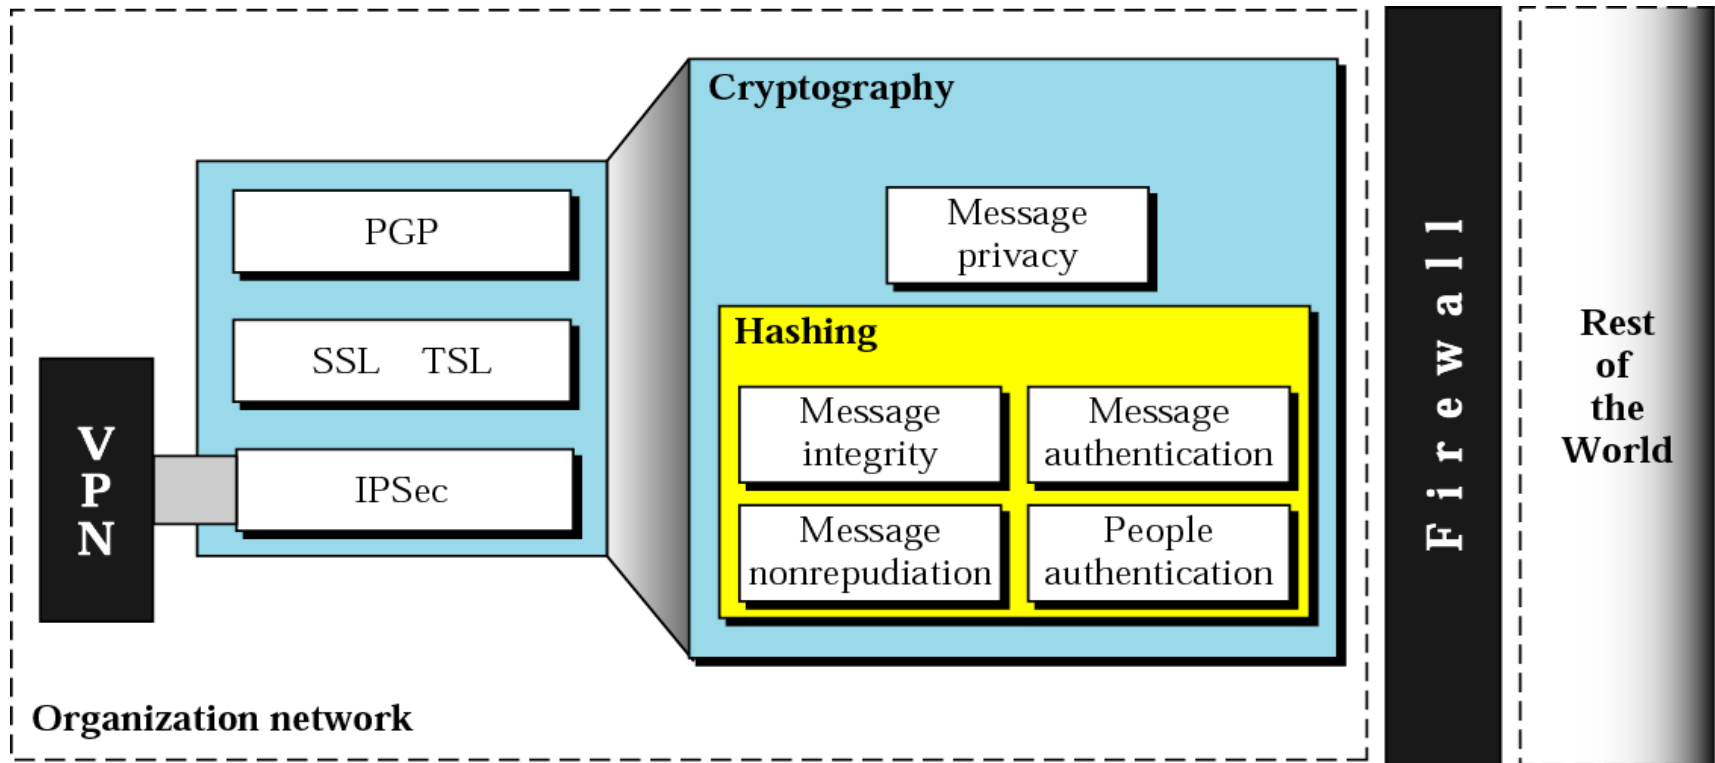 Cryptography
PGP
Message
privacy
SSL TSL
Hashing
Message
integrity
Message
authentication
VPN
IPSec
Message
nonrepudiation
People
authentication
Organization network
Firewall
Rest
of
the
World